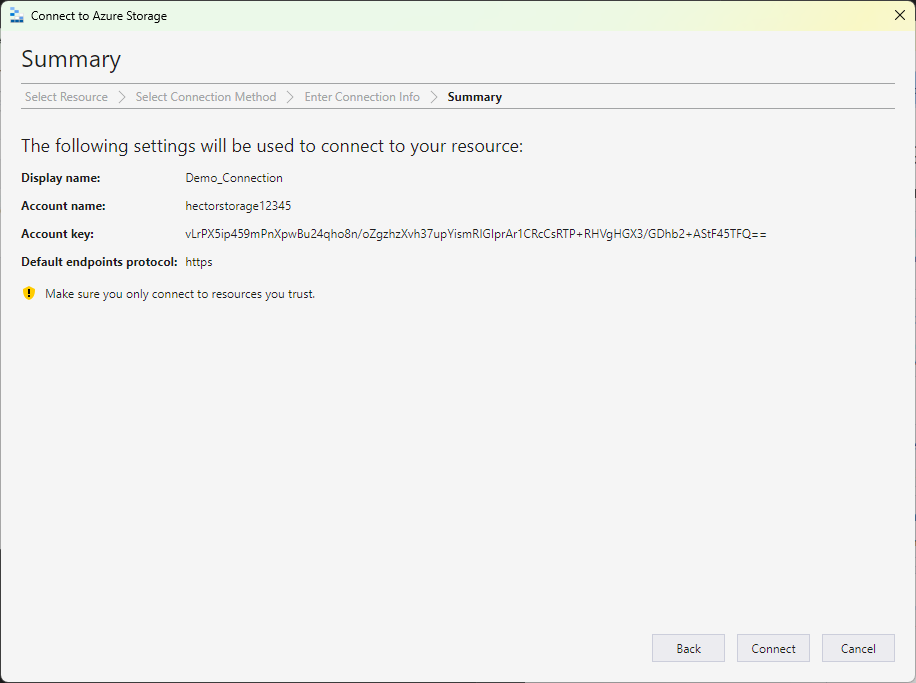 Connect to Azure Storage
Summary
Select Resource Select Connection Method Enter Connection Info Summary
The following settings will be used to connect to your resource:
Display name: Demo_Connection
Account name: hectorstorage12345
Account key: vLrPX5ip459mPnXpwBu24qho8n/oZgzhzXvh37upYismRlGIprAr1CRcCsRTP+RHVgHGX3/GDhb2+AStF45TFQ==
Default endpoints protocol: https
Make sure you only connect to resources you trust.
Back Connect Cancel